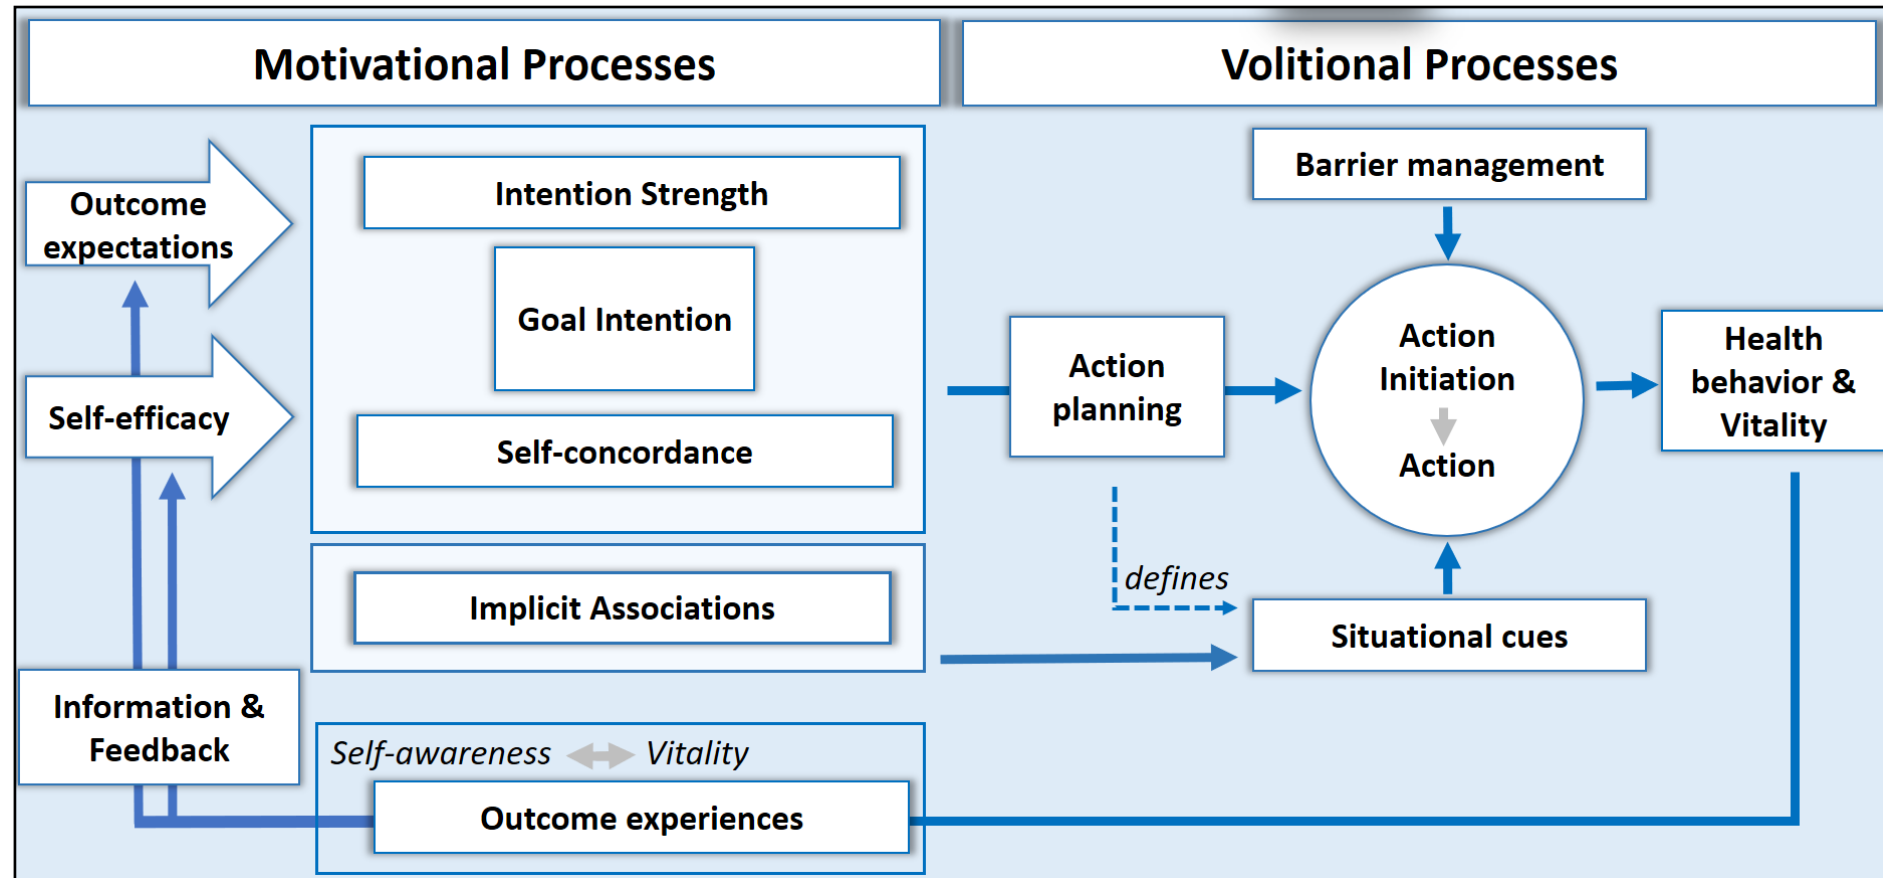 Motivational Processes
Volitional Processes
Outcome
expectations
Self-efficacy
Intention Strength
Goal Intention
Self-concordance
Implicit Associations
Action
planning
defines
Barrier management
Action
Initiation
Action
Situational cues
Health
behavior &
Vitality
Information &
Feedback
Self-awareness Vitality
Outcome experiences